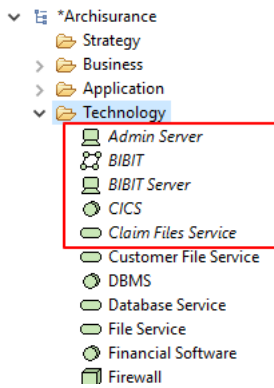 *Archisurance
Strategy
Business
Application
Technology
Admin Server
BIBIT
BIBIT Server
CICS
Claim Files Service
Customer File Service
DBMS
Database Service
File Service
Financial Software
Firewall